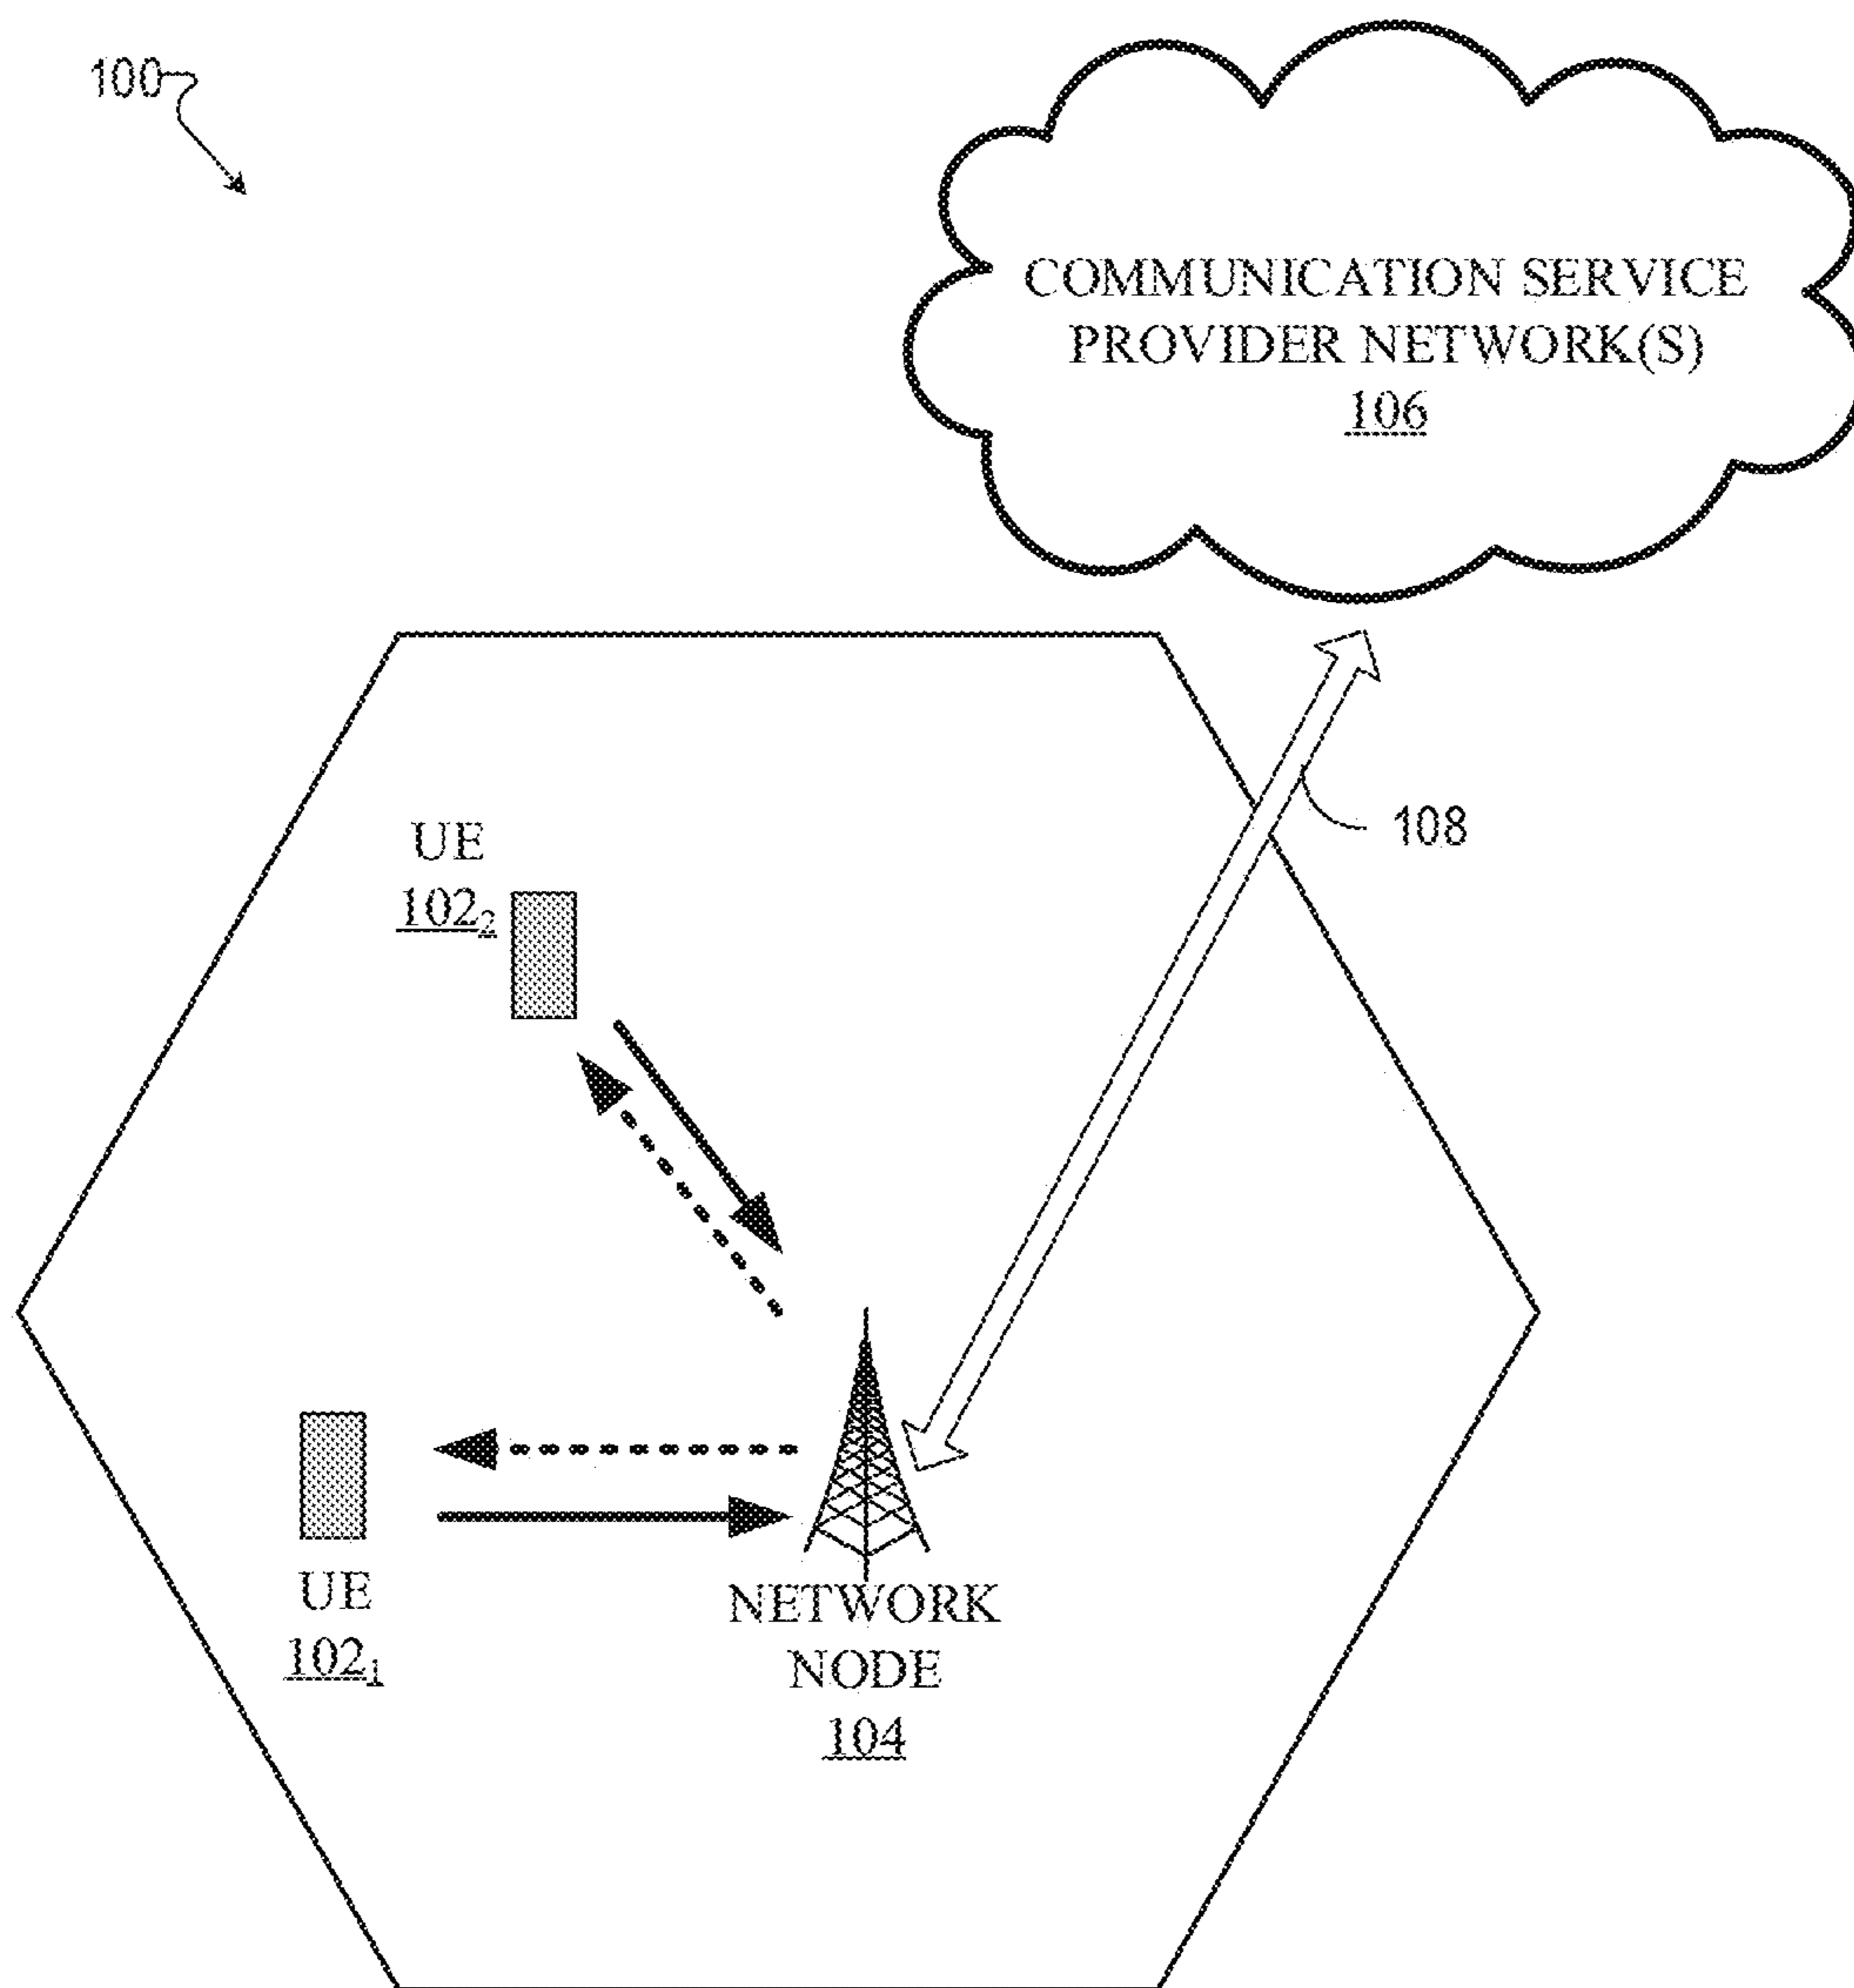 100
COMMUNICATION SERVICE
PROVIDER NETWORK(S)
106
108
UE
102₂
UE
102₁
NETWORK
NODE
104